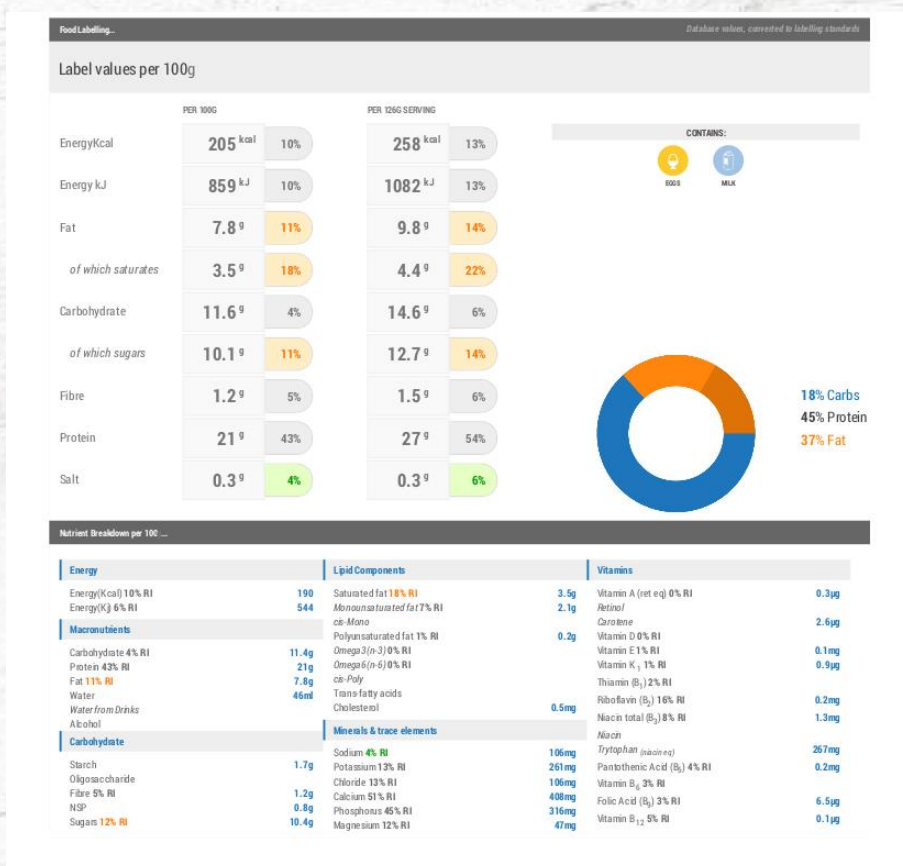 Food Labelling... Database values, converted to labelling standards
Label values per 100g
PER 100G PER 126G SERVING
CONTAINS:
EnergyKcal 205 kcal 10% 258 kcal 13%
EGGS MILK
Energy kJ 859 kJ 10% 1082 kJ 13%
Fat 7.8 g 11% 9.8 g 14%
of which saturates 3.5 g 18% 4.4 g 22%
Carbohydrate 11.6 g 4% 14.6 g 6%
of which sugars 10.1 g 11% 12.7 g 14%
Fibre 1.2 g 5% 1.5 g 6%
Protein 21 g 43% 27 g 54%
Salt 0.3 g 4% 0.3 g 6%
18% Carbs
45% Protein
37% Fat
Nutrient Breakdown per 100 ...
Energy
Energy(Kcal) 10% RI 190
Energy(Kj) 6% RI 544
Macronutrients
Carbohydrate 4% RI 11.4g
Protein 43% RI 21g
Fat 11% RI 7.8g
Water 46ml
Water from Drinks
Alcohol
Carbohydrate
Starch 1.7g
Oligosaccharide
Fibre 5% RI 1.2g
NSP 0.8g
Sugars 12% RI 10.4g
Lipid Components
Saturated fat 18% RI 3.5g
Monounsaturated fat 7% RI 2.1g
cis-Mono
Polyunsaturated fat 1% RI 0.2g
Omega3(n-3) 0% RI
Omega6(n-6) 0% RI
cis-Poly
Trans-fatty acids
Cholesterol 0.5mg
Minerals & trace elements
Sodium 4% RI 106mg
Potassium 13% RI 261mg
Chloride 13% RI 106mg
Calcium 51% RI 408mg
Phosphorus 45% RI 316mg
Magnesium 12% RI 47mg
Vitamins
Vitamin A (ret eq) 0% RI 0.3µg
Retinol
Carotene 2.6µg
Vitamin D 0% RI
Vitamin E 1% RI 0.1mg
Vitamin K1 1% RI 0.9µg
Thiamin (B1) 2% RI
Riboflavin (B2) 16% RI 0.2mg
Niacin total (B3) 8% RI 1.3mg
Niacin
Trytophan (niacin eq) 267mg
Pantothenic Acid (B5) 4% RI 0.2mg
Vitamin B6 3% RI
Folic Acid (B9) 3% RI 6.5µg
Vitamin B12 5% RI 0.1µg